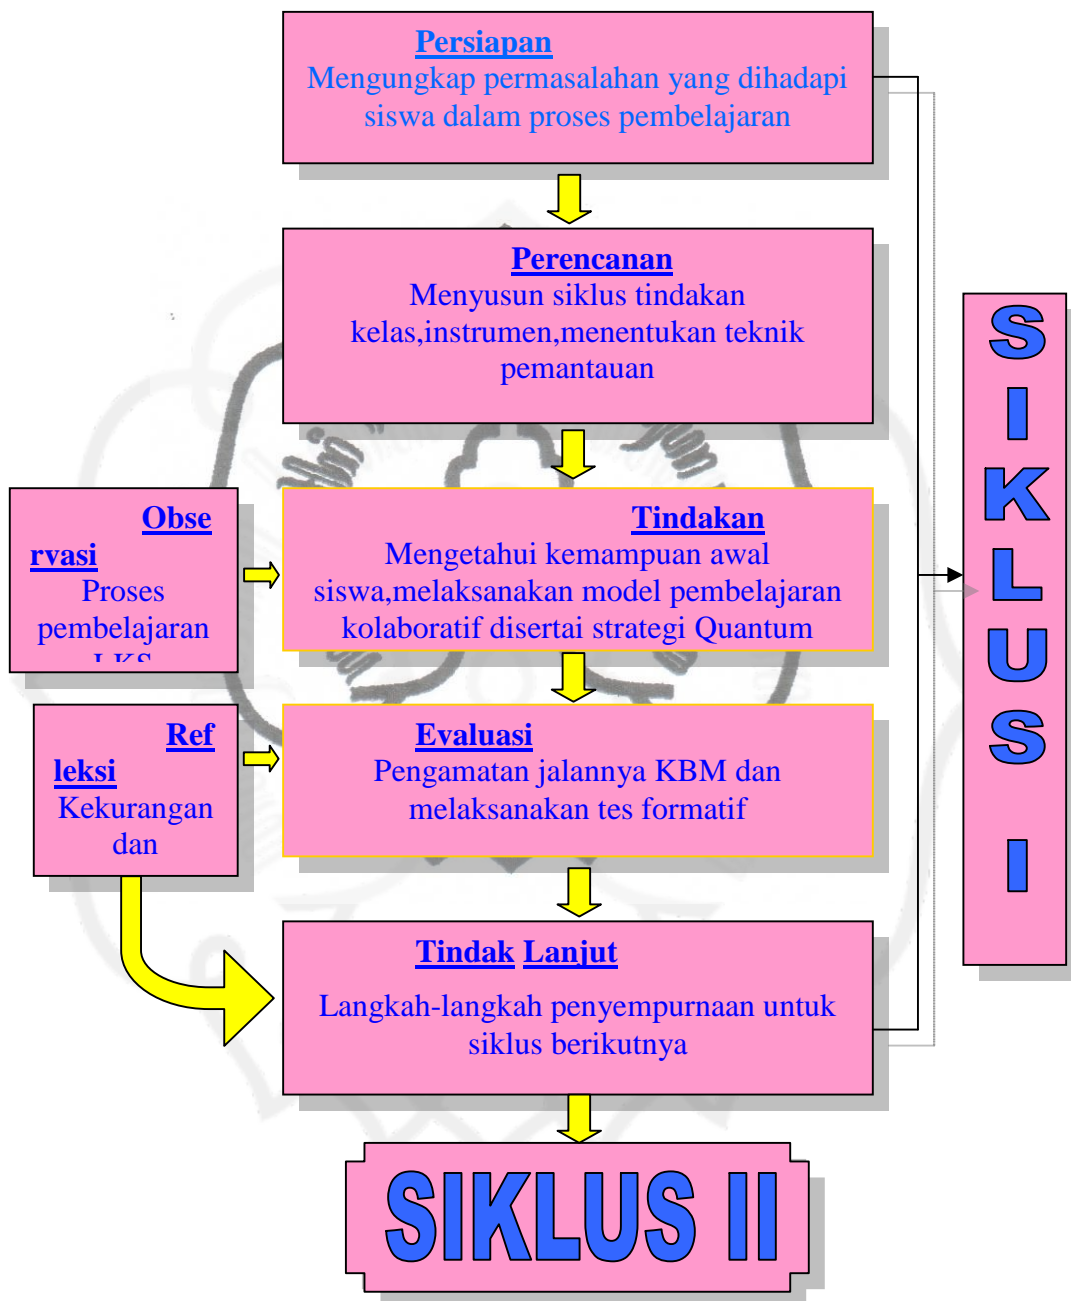 Persiapan
Mengungkap permasalahan yang dihadapi
siswa dalam proses pembelajaran
Perencanan
Menyusun siklus tindakan
kelas,instrumen,menentukan teknik
pemantauan
Obse
rvasi
Proses
pembelajaran
LKS
Tindakan
Mengetahui kemampuan awal
siswa,melaksanakan model pembelajaran
kolaboratif disertai strategi Quantum
Ref
leksi
Kekurangan
dan
Evaluasi
Pengamatan jalannya KBM dan
melaksanakan tes formatif
Tindak Lanjut
Langkah-langkah penyempurnaan untuk
siklus berikutnya
SIKLUS I
SIKLUS II